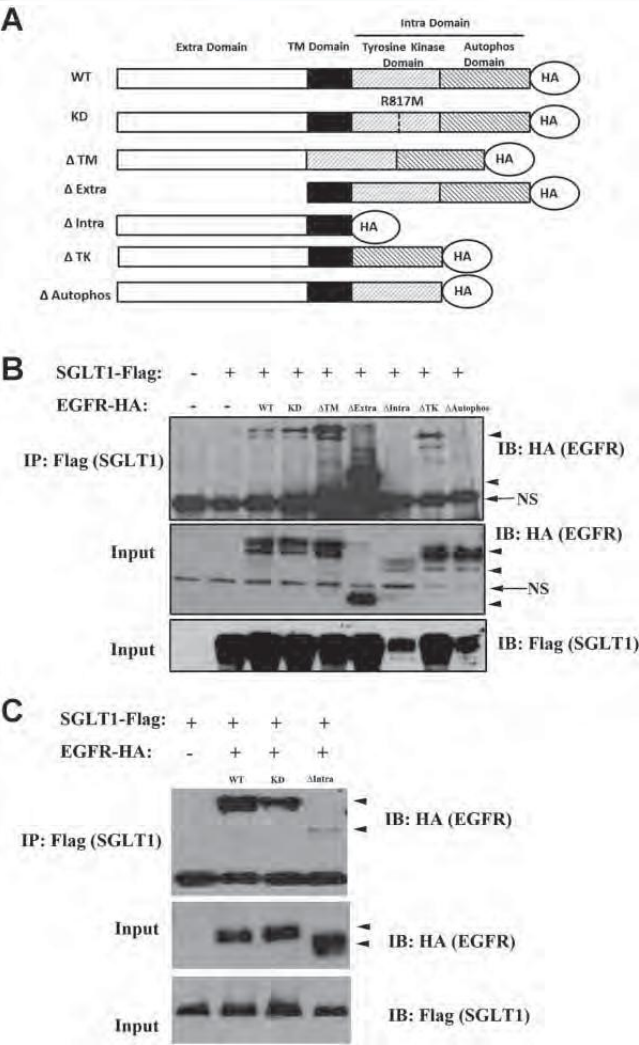 A
Intra Domain
Extra Domain TM Domain Tyrosine Kinase Domain Autophos Domain
WT HA
R817M
KD HA
Δ TM HA
Δ Extra HA
Δ Intra HA
Δ TK HA
Δ Autophos HA
B
SGLT1-Flag: - + + + + + + + +
EGFR-HA: - - WT KD ΔTM ΔExtra ΔIntra ΔTK ΔAutophos
IP: Flag (SGLT1) IB: HA (EGFR)
NS
Input IB: HA (EGFR)
NS
Input IB: Flag (SGLT1)
C
SGLT1-Flag: + + + +
EGFR-HA: - + + +
WT KD ΔIntra
IP: Flag (SGLT1) IB: HA (EGFR)
Input IB: HA (EGFR)
Input IB: Flag (SGLT1)